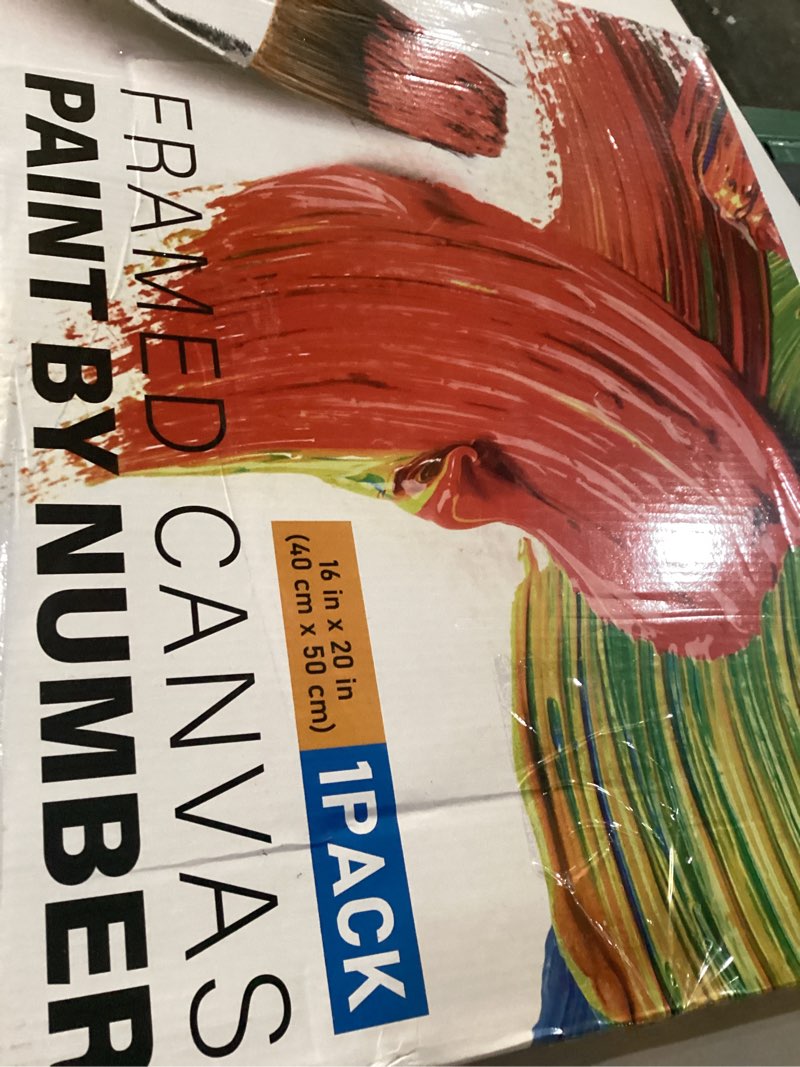 16 in x 20 in
(40 cm x 50 cm)
1PACK
FRAMED CANVAS
PAINT BY NUMBER